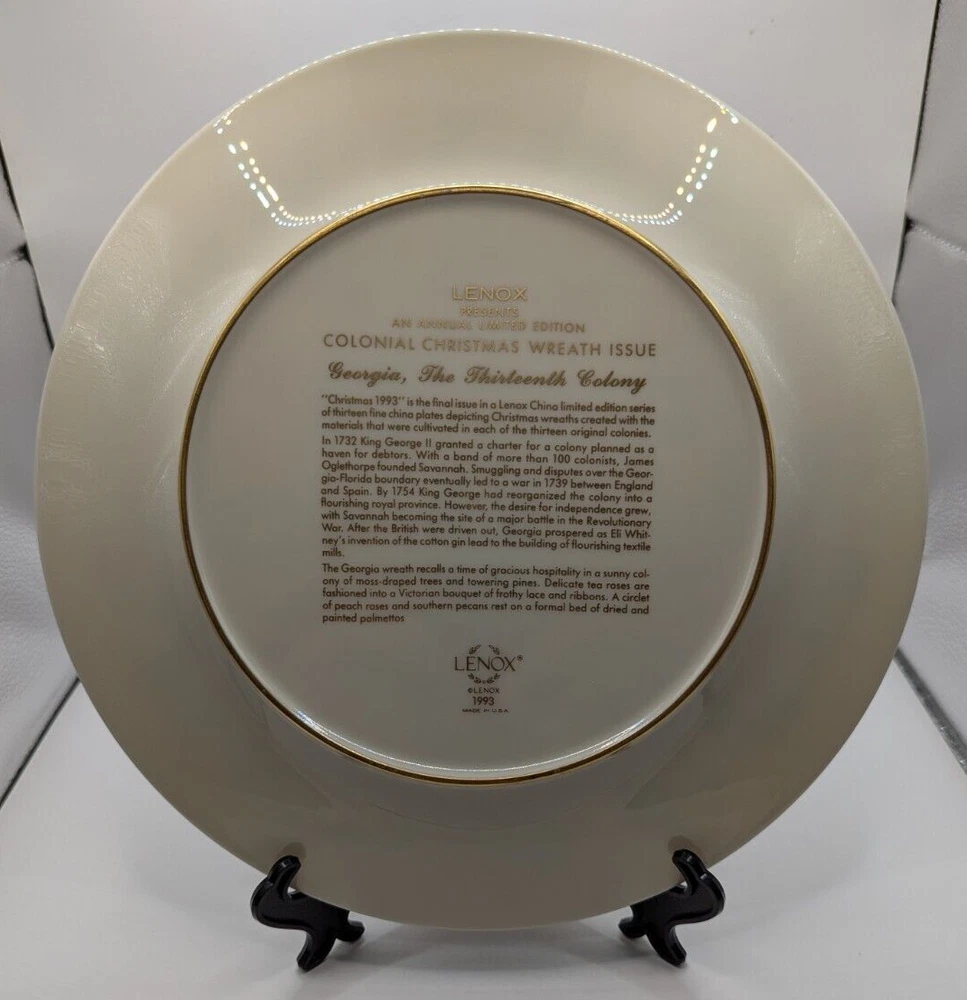 LENOX
PRESENTS
AN ANNUAL LIMITED EDITION
COLONIAL CHRISTMAS WREATH ISSUE
Georgia, The Thirteenth Colony
"Christmas 1993" is the final issue in a Lenox China limited edition series
of thirteen fine china plates depicting Christmas wreaths created with the
materials that were cultivated in each of the thirteen original colonies.
In 1732 King George II granted a charter for a colony planned as a
haven for debtors. With a band of more than 100 colonists, James
Oglethorpe founded Savannah. Smuggling and disputes over the Geor-
gia-Florida boundary eventually led to a war in 1739 between England
and Spain. By 1754 King George had reorganized the colony into a
flourishing royal province. However, the desire for independence grew,
with Savannah becoming the site of a major battle in the Revolutionary
War. After the British were driven out, Georgia prospered as Eli Whit-
ney's invention of the cotton gin lead to the building of flourishing textile
mills.
The Georgia wreath recalls a time of gracious hospitality in a sunny col-
ony of moss-draped trees and towering pines. Delicate tea roses are
fashioned into a Victorian bouquet of frothy lace and ribbons. A circlet
of peach roses and southern pecans rest on a formal bed of dried and
painted palmettos
LENOX®
©LENOX
1993
MADE IN U.S.A